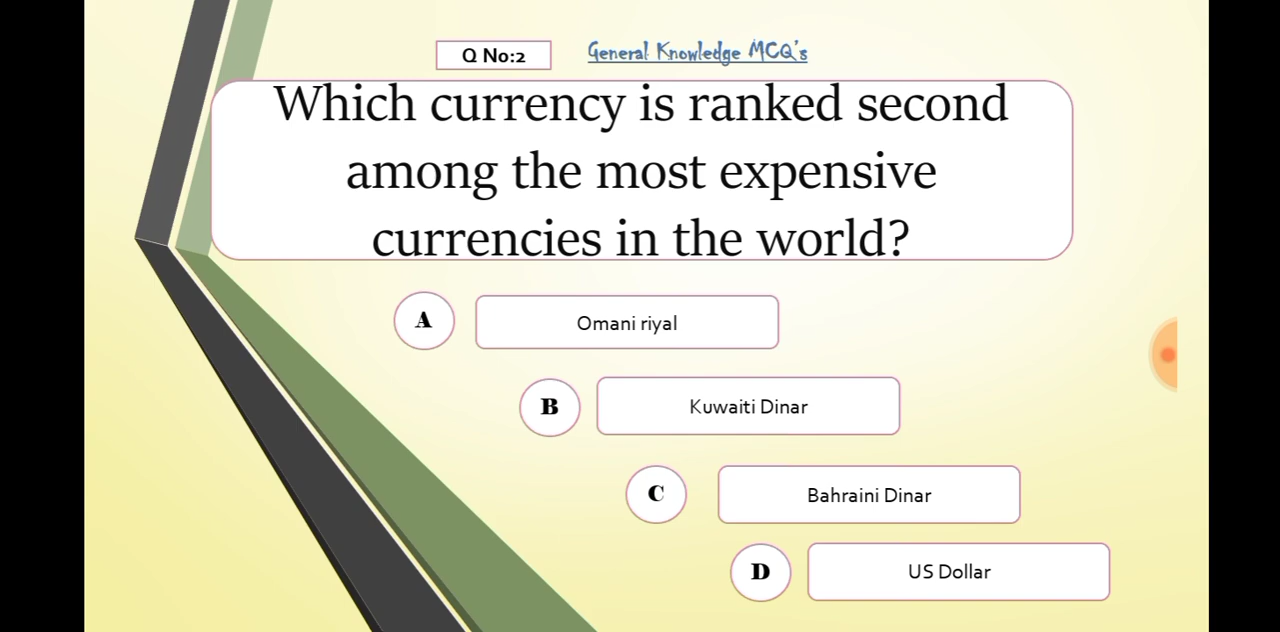 Q No:2
General Knowledge MCQ's
Which currency is ranked second
among the most expensive
currencies in the world?
A
Omani riyal
B
Kuwaiti Dinar
C
Bahraini Dinar
D
US Dollar